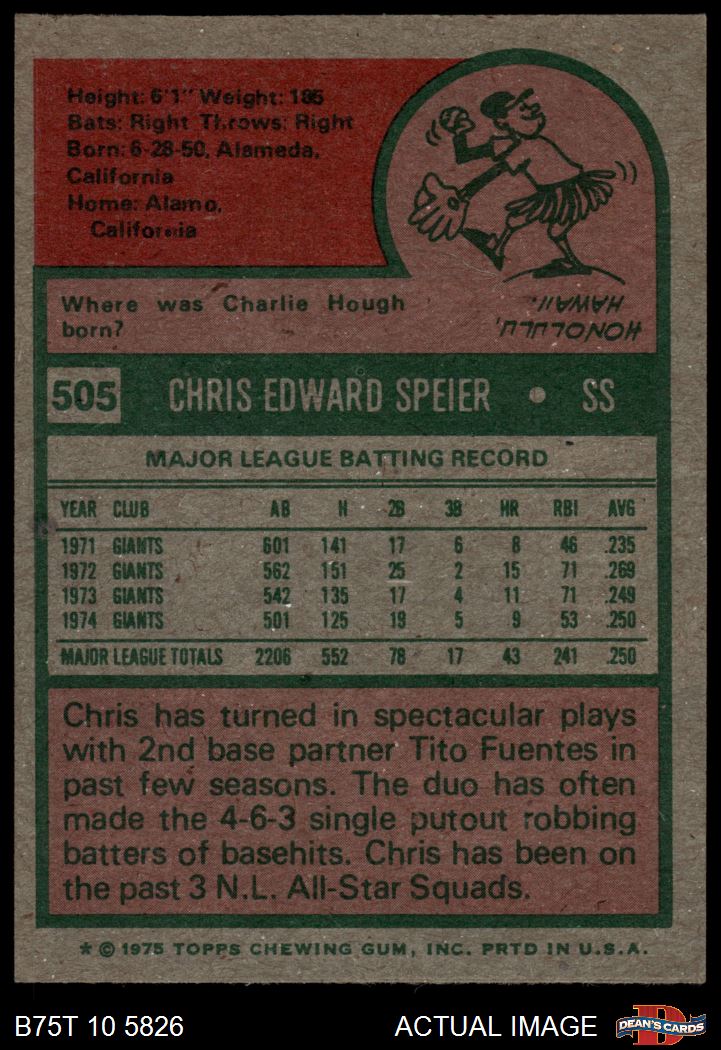 Height: 6'1" Weight: 185
Bats: Right Throws: Right
Born: 6-28-50, Alameda,
California
Home: Alamo,
California
Where was Charlie Hough
born?
HONOLULU,
HAWAII.
505 CHRIS EDWARD SPEIER • SS
MAJOR LEAGUE BATTING RECORD
YEAR CLUB AB H 2B 3B HR RBI AVG
1971 GIANTS 601 141 17 6 8 46 .235
1972 GIANTS 562 151 25 2 15 71 .269
1973 GIANTS 542 135 17 4 11 71 .249
1974 GIANTS 501 125 19 5 9 53 .250
MAJOR LEAGUE TOTALS 2206 552 78 17 43 241 .250
Chris has turned in spectacular plays
with 2nd base partner Tito Fuentes in
past few seasons. The duo has often
made the 4-6-3 single putout robbing
batters of basehits. Chris has been on
the past 3 N.L. All-Star Squads.
* © 1975 TOPPS CHEWING GUM, INC. PRTD IN U.S.A.
B75T 10 5826 ACTUAL IMAGE DEAN'S CARDS